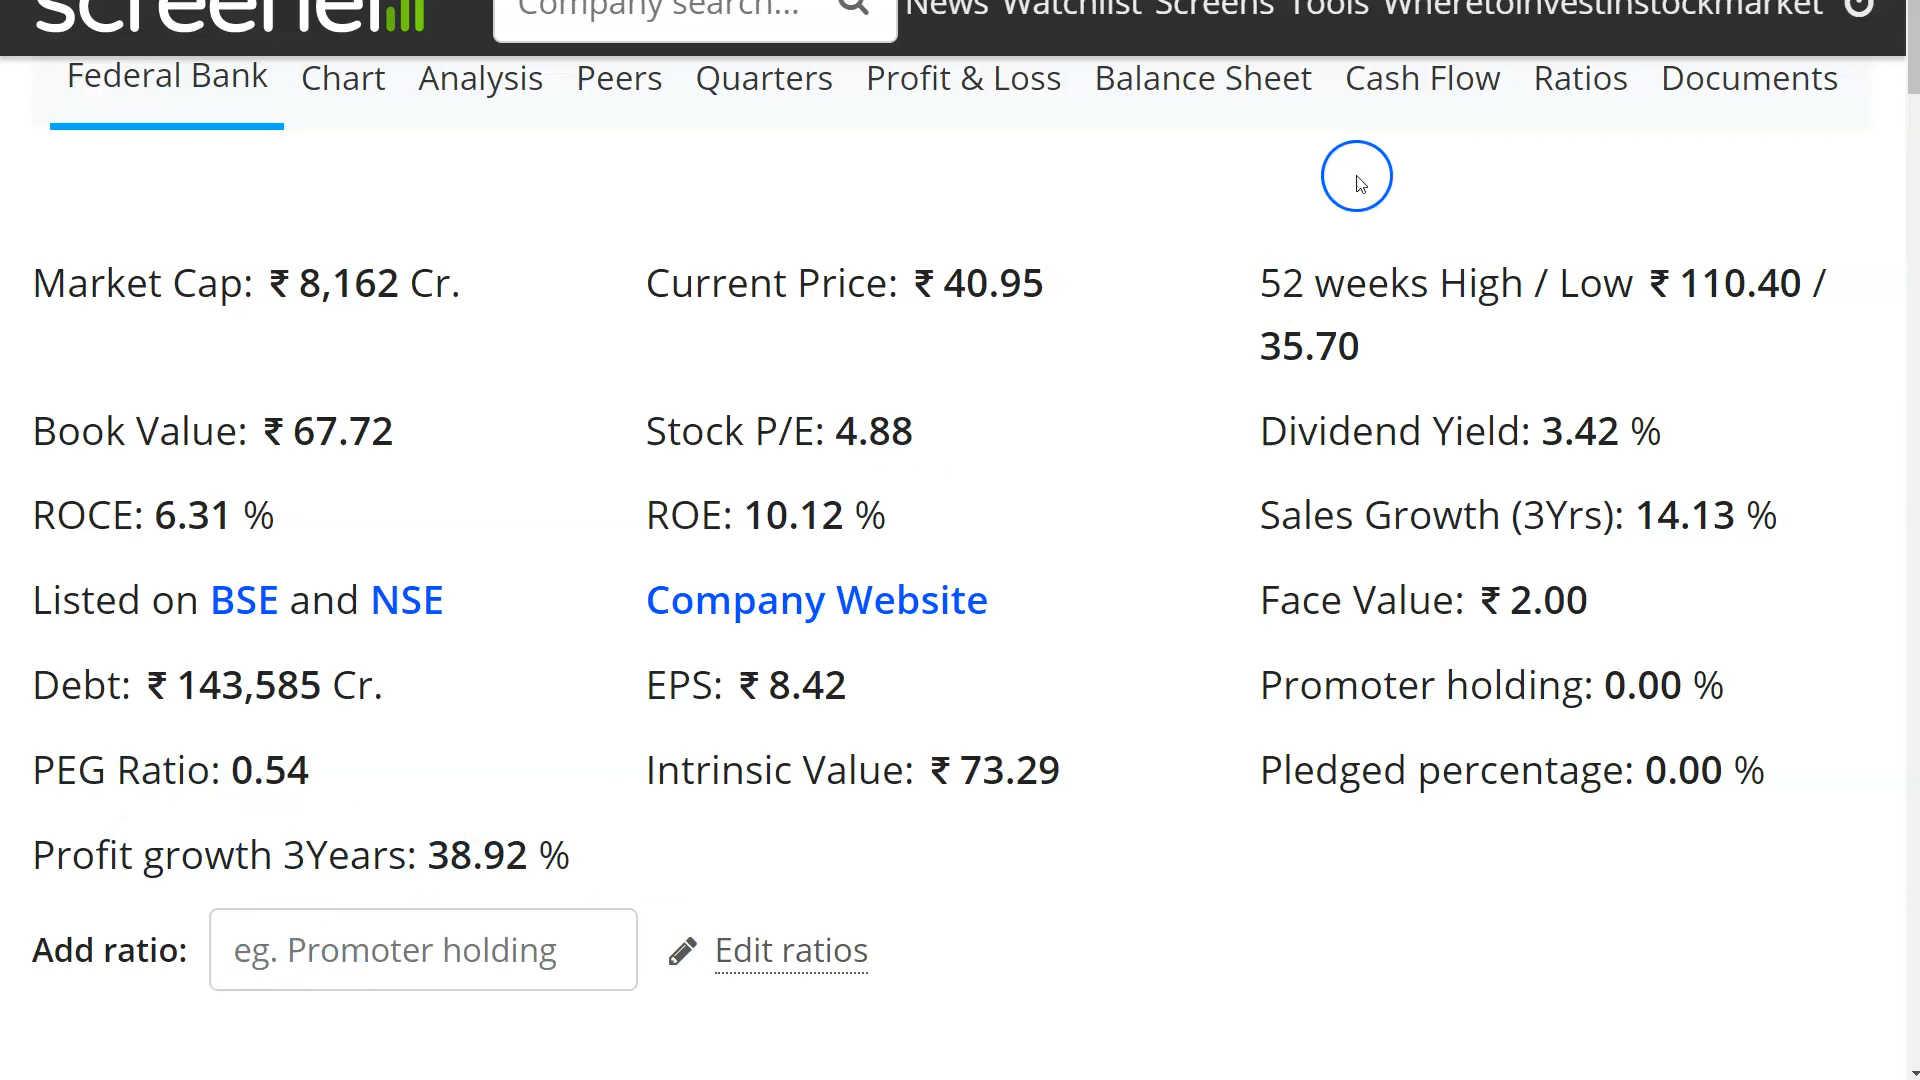 screener
Company search...
News Watchlist Screens Tools Wheretoinvestinstockmarket
Federal Bank Chart Analysis Peers Quarters Profit & Loss Balance Sheet Cash Flow Ratios Documents
Market Cap: ₹ 8,162 Cr. Current Price: ₹ 40.95 52 weeks High / Low ₹ 110.40 /
35.70
Book Value: ₹ 67.72 Stock P/E: 4.88 Dividend Yield: 3.42 %
ROCE: 6.31 % ROE: 10.12 % Sales Growth (3Yrs): 14.13 %
Listed on BSE and NSE Company Website Face Value: ₹ 2.00
Debt: ₹ 143,585 Cr. EPS: ₹ 8.42 Promoter holding: 0.00 %
PEG Ratio: 0.54 Intrinsic Value: ₹ 73.29 Pledged percentage: 0.00 %
Profit growth 3Years: 38.92 %
Add ratio: eg. Promoter holding Edit ratios